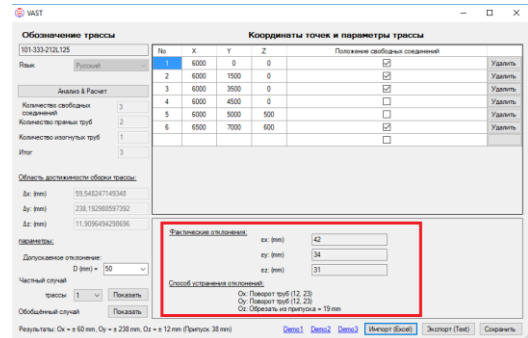 VAST
Обозначение трассы
Координаты точек и параметры трассы
101-333-212L125
Язык Русский
Анализ & Расчет
Количество свободных соединений 3
Количество прямых труб 2
Количество изогнутых труб 1
Итог 3
Область достижимости сборки трассы:
Δx: (mm) 59,548247149348
Δy: (mm) 238,192988597392
Δz: (mm) 11,9096494298696
параметры:
Допускаемое отклонение:
D (mm) = 50
Частный случай
трассы 1 Показать
Обобщённый случай Показать
No X Y Z Положение свободных соединений
1 6000 0 0 Удалить
2 6000 1500 0 Удалить
3 6000 3500 0 Удалить
4 6000 4500 0 Удалить
5 6000 5000 500 Удалить
6 6500 7000 600 Удалить
Фактические отклонения:
εx: (mm) 42
εy: (mm) 34
εz: (mm) 31
Способ устранения отклонений:
Ox: Поворот труб (12, 23)
Oy: Поворот труб (12, 23)
Oz: Обрезать из припуска = 19 mm
Результаты: Ox = ± 60 mm, Oy = ± 238 mm, Oz = ± 12 mm (Припуск 38 mm)
Demo1 Demo2 Demo3 Импорт (Excel) Экспорт (Text) Сохранить